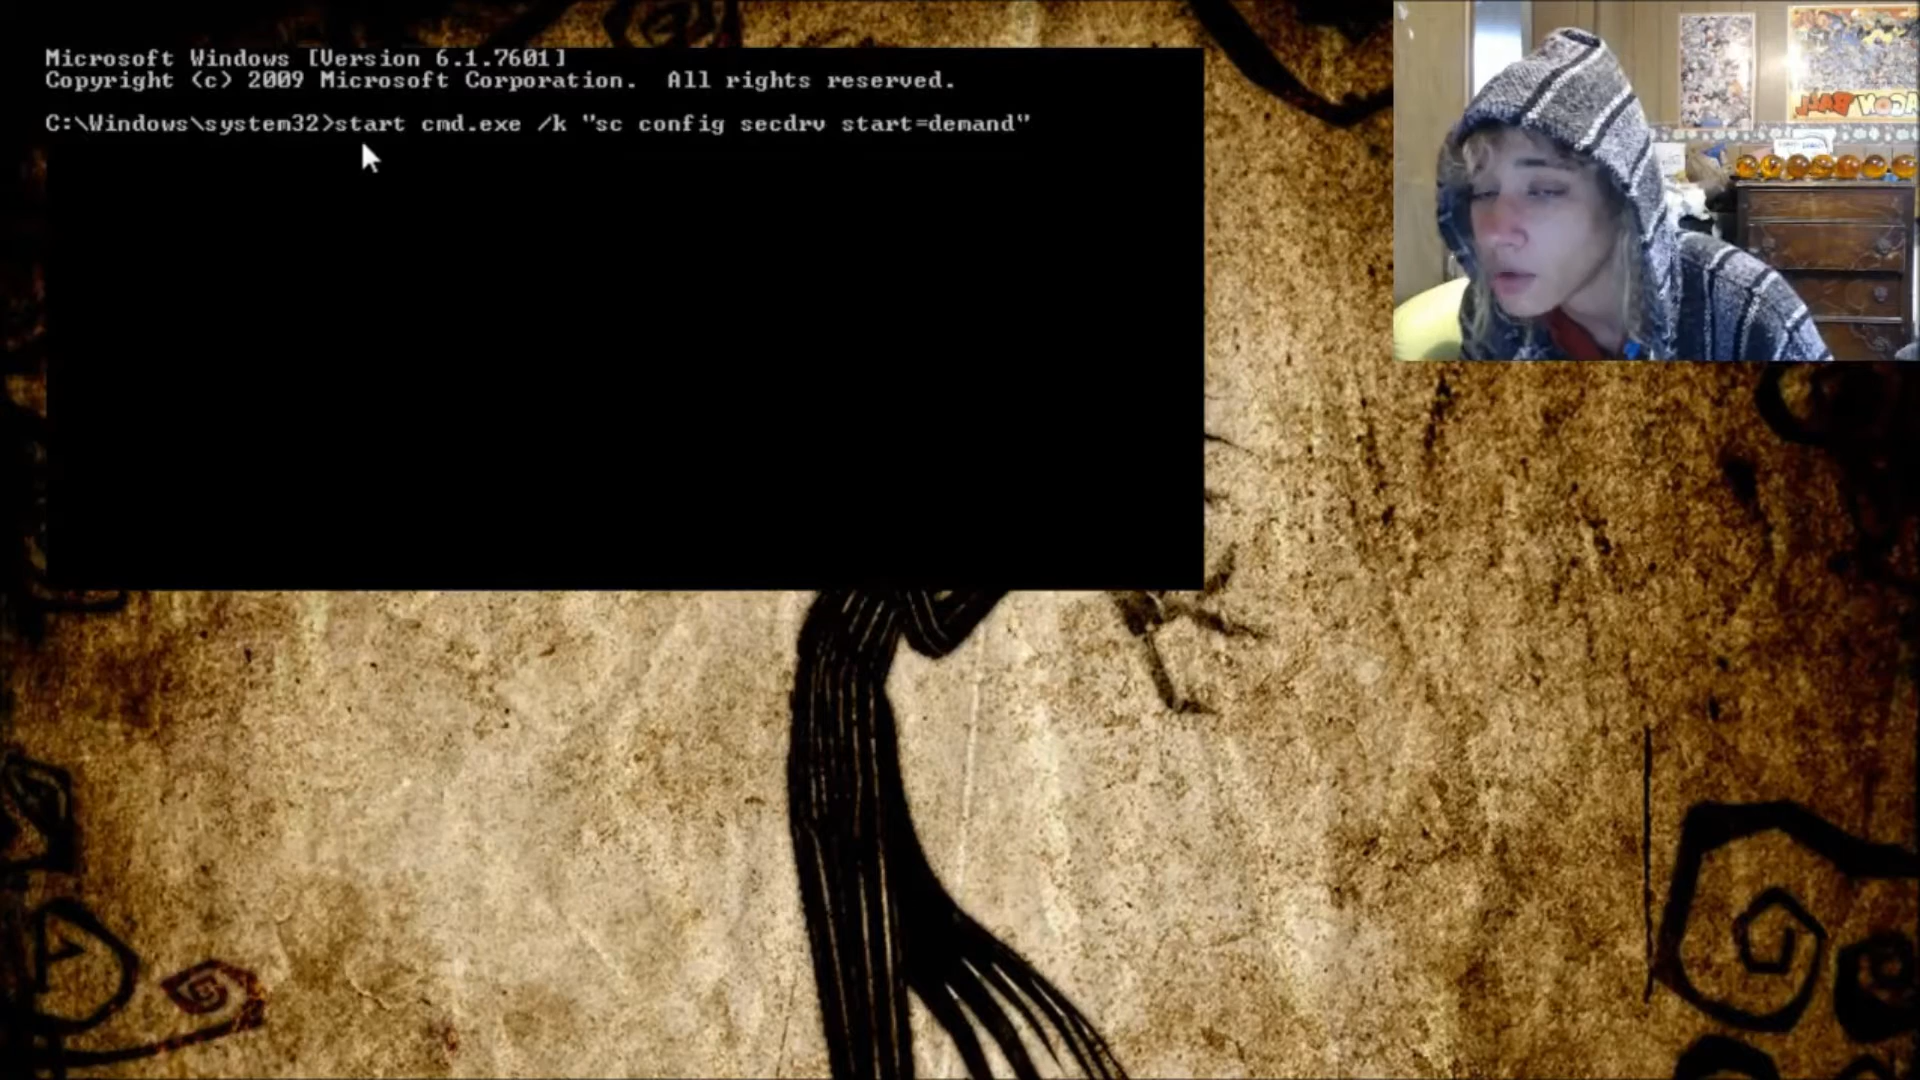 Microsoft Windows [Version 6.1.7601]
Copyright (c) 2009 Microsoft Corporation.  All rights reserved.
C:\Windows\system32>start cmd.exe /k "sc config secdrv start=demand"